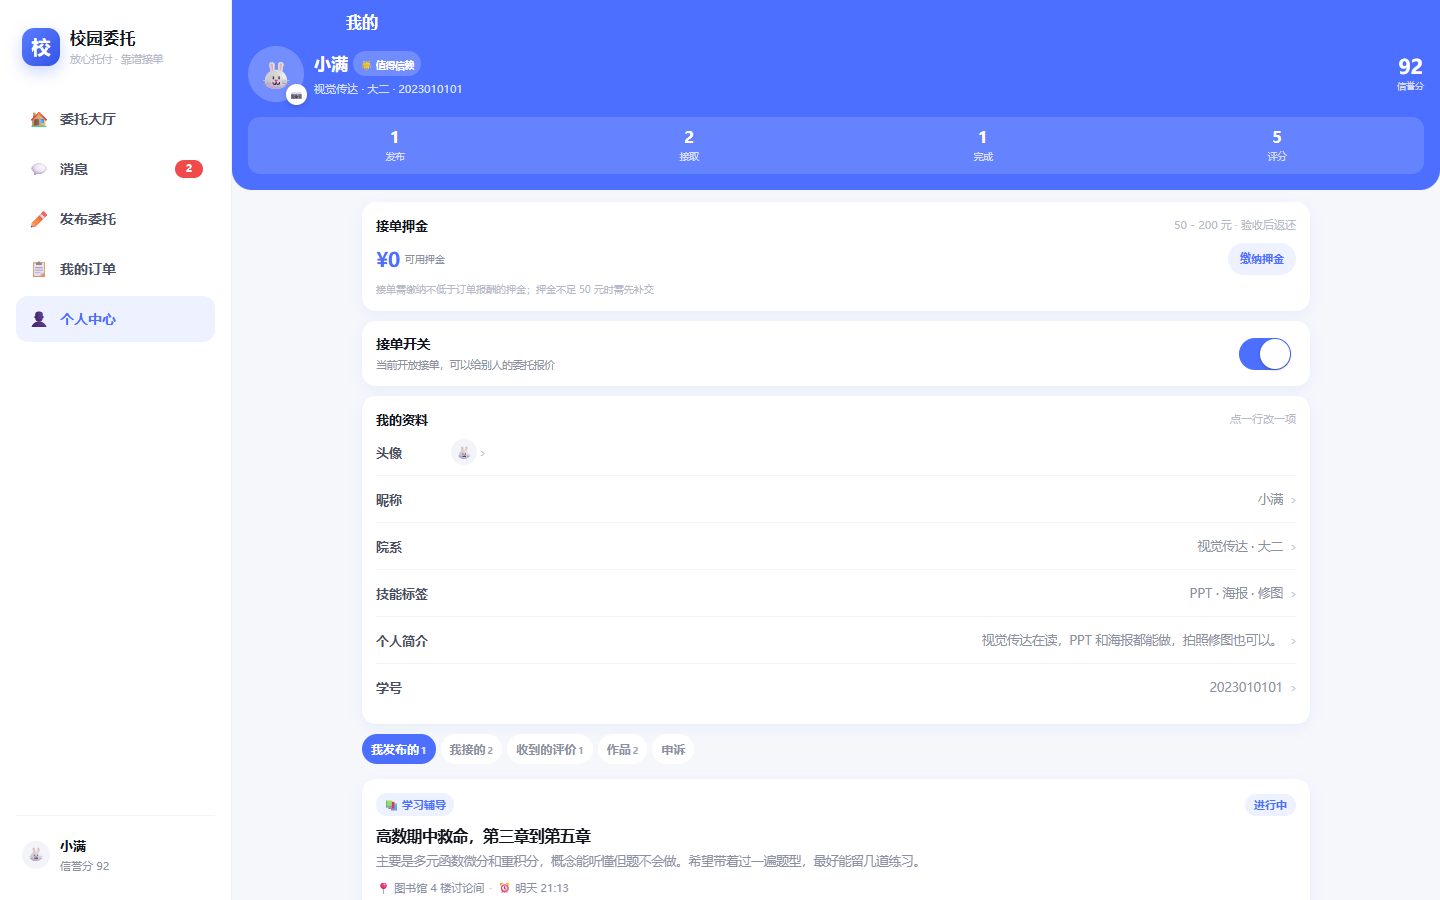 校
校园委托
放心托付 · 靠谱接单
委托大厅
消息
2
发布委托
我的订单
个人中心
小满
信誉分 92
我的
小满
值得信赖
视觉传达 · 大二 · 2023010101
92
信誉分
1
发布
2
接取
1
完成
5
评分
接单押金
50 - 200 元 · 验收后返还
¥0 可用押金
缴纳押金
接单需缴纳不低于订单报酬的押金；押金不足 50 元时需先补交
接单开关
当前开放接单，可以给别人的委托报价
我的资料
点一行改一项
头像 ›
昵称 小满 ›
院系 视觉传达 · 大二 ›
技能标签 PPT · 海报 · 修图 ›
个人简介 视觉传达在读，PPT 和海报都能做，拍照修图也可以。 ›
学号 2023010101 ›
我发布的 1 我接的 2 收到的评价 1 作品 2 申诉
学习辅导
进行中
高数期中救命，第三章到第五章
主要是多元函数微分和重积分，概念能听懂但题不会做。希望带着过一遍题型，最好能留几道练习。
图书馆 4 楼讨论间 · 明天 21:13